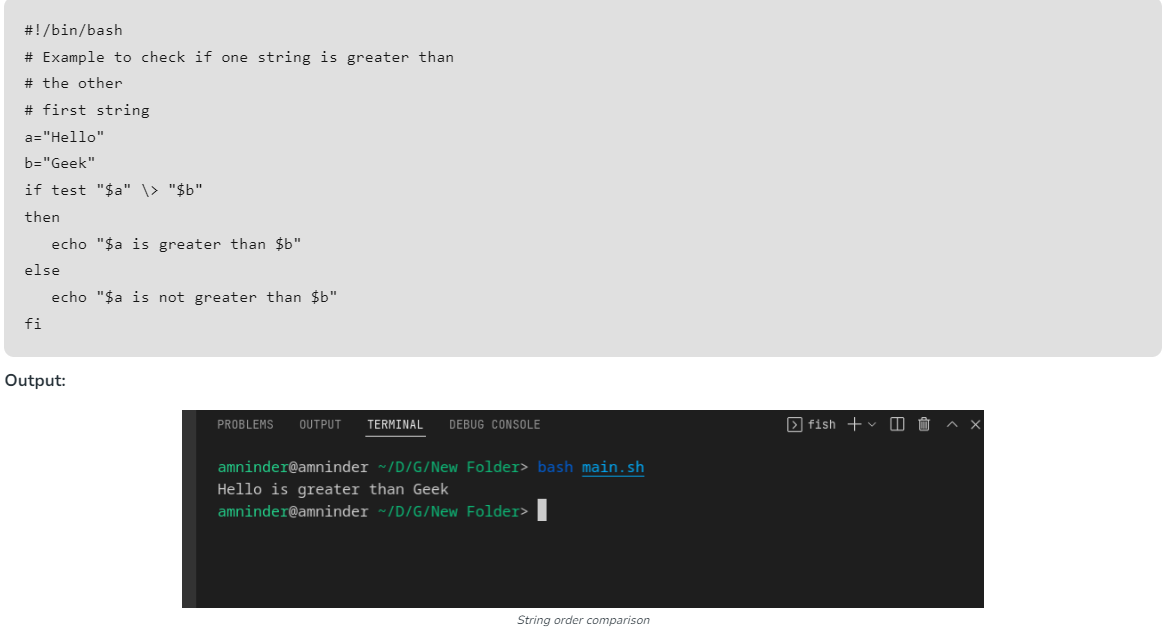 #!/bin/bash
# Example to check if one string is greater than
# the other
# first string
a="Hello"
b="Geek"
if test "$a" \> "$b"
then
   echo "$a is greater than $b"
else
   echo "$a is not greater than $b"
fi
Output:
PROBLEMS OUTPUT TERMINAL DEBUG CONSOLE fish
amninder@amninder ~/D/G/New Folder> bash main.sh
Hello is greater than Geek
amninder@amninder ~/D/G/New Folder>
String order comparison